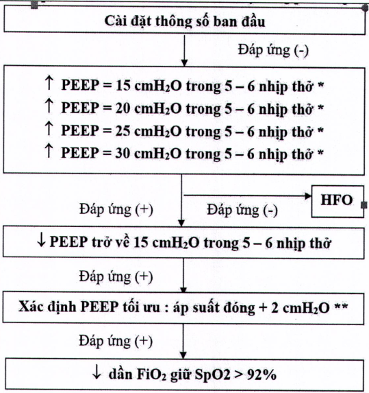 Cài đặt thông số ban đầu
Đáp ứng (-)
↑ PEEP = 15 cmH₂O trong 5 – 6 nhịp thở *
↑ PEEP = 20 cmH₂O trong 5 – 6 nhịp thở *
↑ PEEP = 25 cmH₂O trong 5 – 6 nhịp thở *
↑ PEEP = 30 cmH₂O trong 5 – 6 nhịp thở *
Đáp ứng (+) Đáp ứng (-) HFO
↓ PEEP trở về 15 cmH₂O trong 5 – 6 nhịp thở
Đáp ứng (+)
Xác định PEEP tối ưu : áp suất đóng + 2 cmH₂O **
Đáp ứng (+)
↓ dần FiO₂ giữ SpO2 > 92%